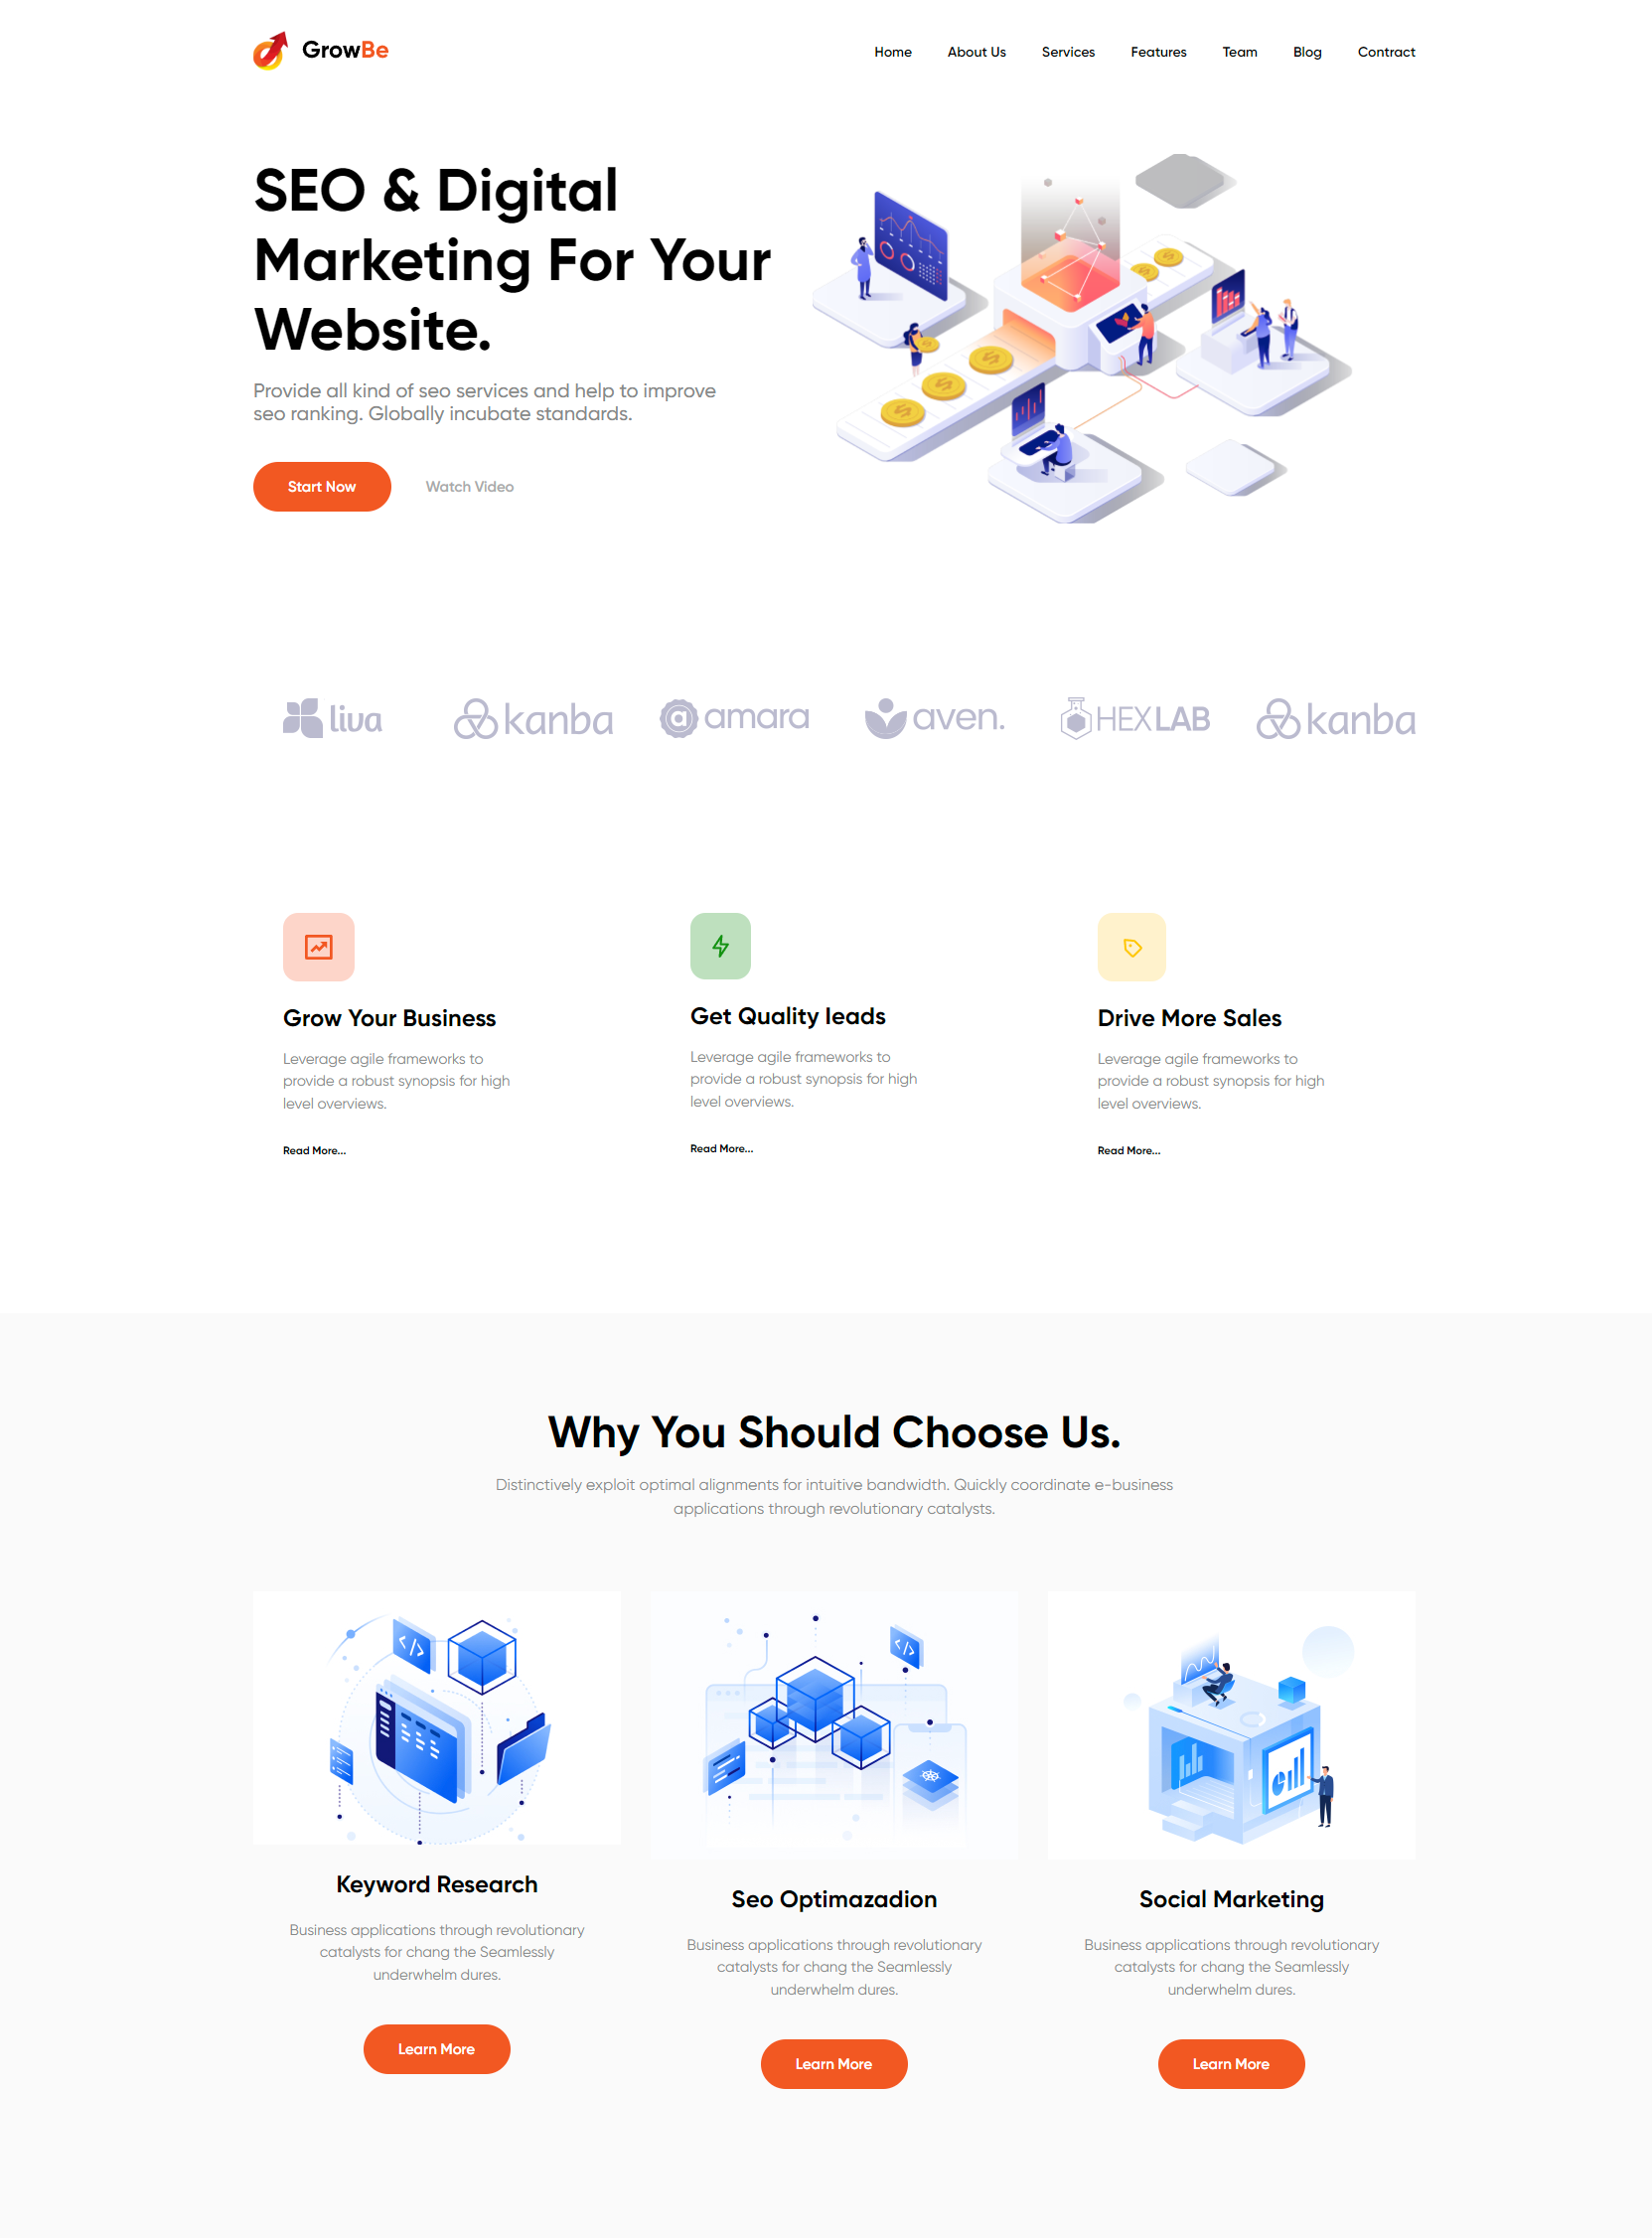 GrowBe
Home About Us Services Features Team Blog Contract
SEO & Digital
Marketing For Your
Website.
Provide all kind of seo services and help to improve
seo ranking. Globally incubate standards.
Start Now Watch Video
liva kanba amara aven. HEXLAB kanba
Grow Your Business
Leverage agile frameworks to
provide a robust synopsis for high
level overviews.
Read More...
Get Quality leads
Leverage agile frameworks to
provide a robust synopsis for high
level overviews.
Read More...
Drive More Sales
Leverage agile frameworks to
provide a robust synopsis for high
level overviews.
Read More...
Why You Should Choose Us.
Distinctively exploit optimal alignments for intuitive bandwidth. Quickly coordinate e-business
applications through revolutionary catalysts.
Keyword Research
Business applications through revolutionary
catalysts for chang the Seamlessly
underwhelm dures.
Learn More
Seo Optimazadion
Business applications through revolutionary
catalysts for chang the Seamlessly
underwhelm dures.
Learn More
Social Marketing
Business applications through revolutionary
catalysts for chang the Seamlessly
underwhelm dures.
Learn More